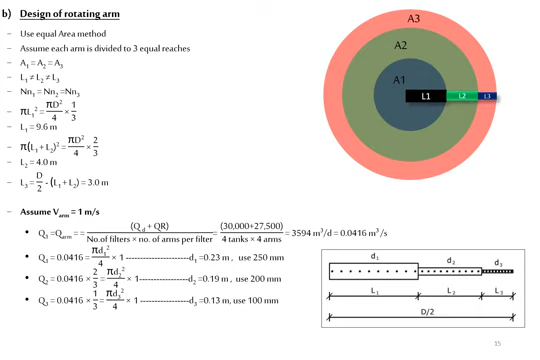 b) Design of rotating arm
– Use equal Area method
– Assume each arm is divided to 3 equal reaches
– A₁ = A₂ = A₃
– L₁ ≠ L₂ ≠ L₃
– Nn₁ = Nn₂ =Nn₃
– πL₁² = πD²/4 × 1/3
– L₁ = 9.6 m
– π(L₁ + L₂)² = πD²/4 × 2/3
– L₂ = 4.0 m
– L₃ = D/2 - (L₁ + L₂) = 3.0 m
– Assume Varm = 1 m/s
• Q₁ =Qarm = = (Q.d + QR)/No.of filters × no. of arms per filter = (30,000+27,500)/4 tanks × 4 arms = 3594 m³/d = 0.0416 m³/s
• Q₁ = 0.0416 = πd₁²/4 × 1 -------------------d₁ =0.23 m , use 250 mm
• Q₂ = 0.0416 × 2/3 = πd₂²/4 × 1-------------------d₂ =0.19 m , use 200 mm
• Q₃ = 0.0416 × 1/3 = πd₃²/4 × 1 -------------------d₃ =0.13 m, use 100 mm
A3
A2
A1
L1 L2 L3
d₁ d₂ d₃
L₁ L₂ L₃
D/2
15